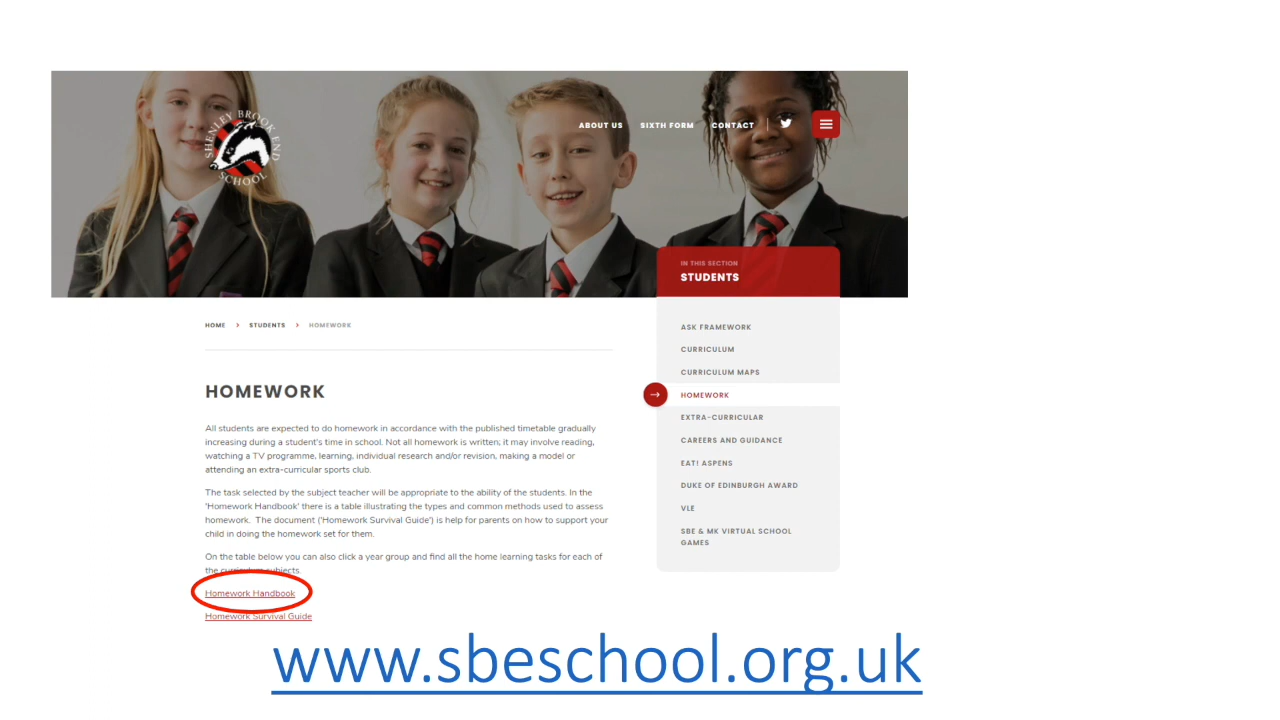 SHENLEY BROOK END
SCHOOL
ABOUT US SIXTH FORM CONTACT
IN THIS SECTION
STUDENTS
HOME > STUDENTS > HOMEWORK
ASK FRAMEWORK
CURRICULUM
CURRICULUM MAPS
HOMEWORK
EXTRA-CURRICULAR
CAREERS AND GUIDANCE
EAT! ASPENS
DUKE OF EDINBURGH AWARD
VLE
SBE & MK VIRTUAL SCHOOL
GAMES
HOMEWORK
All students are expected to do homework in accordance with the published timetable gradually
increasing during a student's time in school. Not all homework is written; it may involve reading,
watching a TV programme, learning, individual research and/or revision, making a model or
attending an extra-curricular sports club.
The task selected by the subject teacher will be appropriate to the ability of the students. In the
'Homework Handbook' there is a table illustrating the types and common methods used to assess
homework. The document ('Homework Survival Guide') is help for parents on how to support your
child in doing the homework set for them.
On the table below you can also click a year group and find all the home learning tasks for each of
the curriculum subjects.
Homework Handbook
Homework Survival Guide
www.sbeschool.org.uk